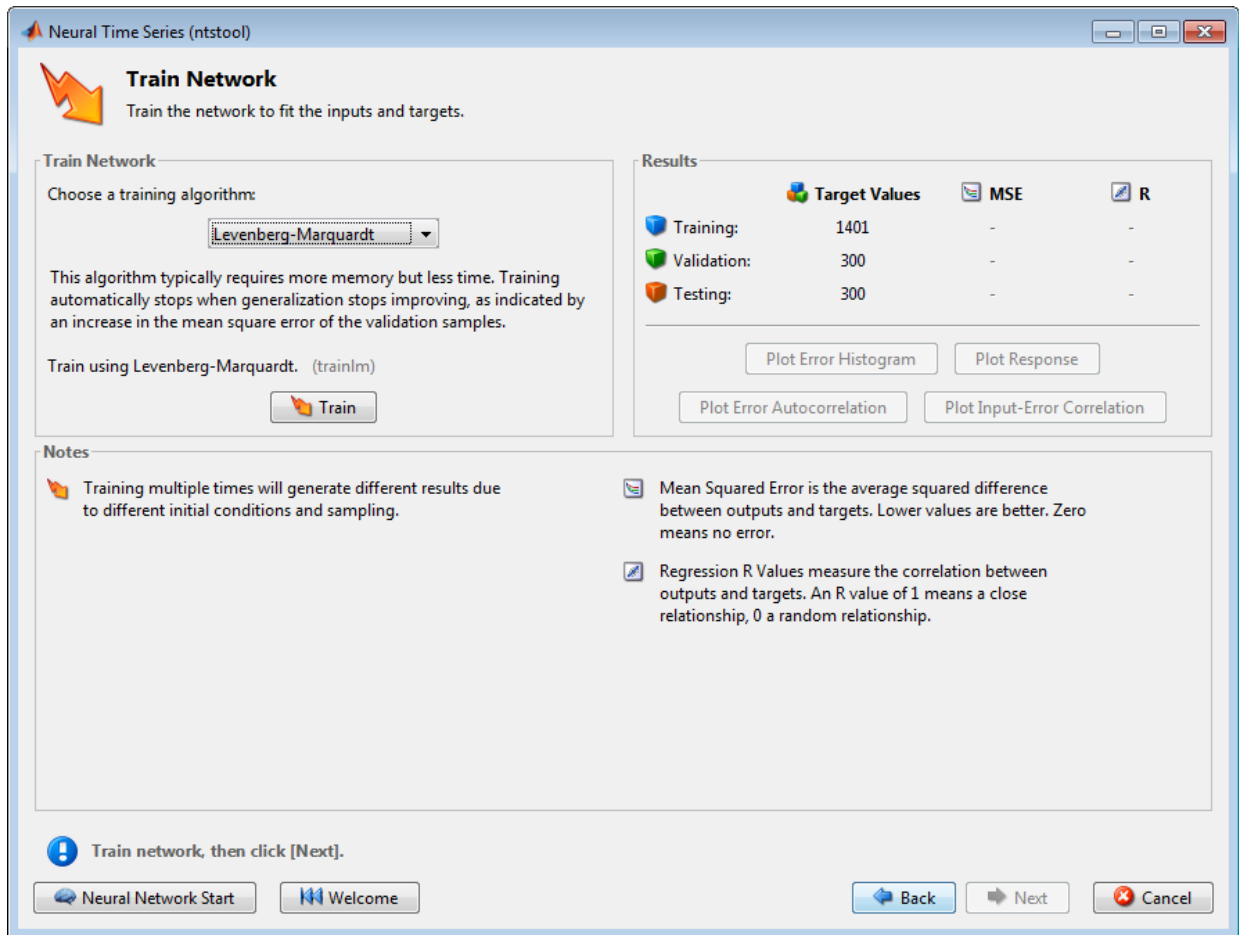 Neural Time Series (ntstool)
Train Network
Train the network to fit the inputs and targets.
Train Network
Choose a training algorithm:
Levenberg-Marquardt
This algorithm typically requires more memory but less time. Training
automatically stops when generalization stops improving, as indicated by
an increase in the mean square error of the validation samples.
Train using Levenberg-Marquardt. (trainlm)
Train
Results
Target Values MSE R
Training: 1401 - -
Validation: 300 - -
Testing: 300 - -
Plot Error Histogram Plot Response
Plot Error Autocorrelation Plot Input-Error Correlation
Notes
Training multiple times will generate different results due
to different initial conditions and sampling.
Mean Squared Error is the average squared difference
between outputs and targets. Lower values are better. Zero
means no error.
Regression R Values measure the correlation between
outputs and targets. An R value of 1 means a close
relationship, 0 a random relationship.
Train network, then click [Next].
Neural Network Start Welcome Back Next Cancel